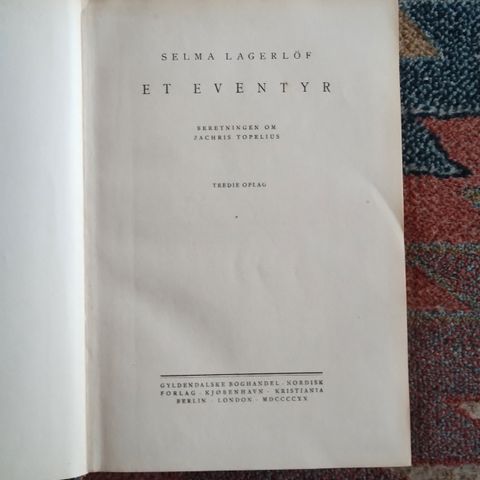 SELMA LAGERLÖF
ET EVENTYR
BERETNINGEN OM
ZACHRIS TOPELIUS
TREDIE OPLAG
GYLDENDALSKE BOGHANDEL · NORDISK
FORLAG · KJØBENHAVN · KRISTIANIA
BERLIN · LONDON · MDCCCCXX